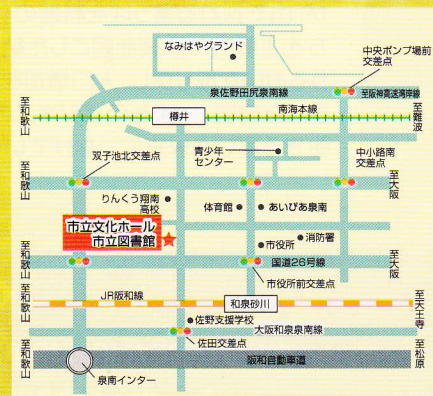 なみはやグランド
中央ポンプ場前
交差点
泉佐野田尻泉南線
至阪神高速湾岸線
至和歌山
南海本線
至難波
樽井
双子池北交差点
青少年
センター
中小路南
交差点
至和歌山
至大阪
りんくう翔南
高校
体育館
あいぴあ泉南
市立文化ホール
市立図書館
市役所
消防署
至和歌山
国道26号線
至大阪
市役所前交差点
JR阪和線
和泉砂川
至和歌山
至天王寺
佐野支援学校
大阪和泉泉南線
佐田交差点
至和歌山
阪和自動車道
至松原
泉南インター